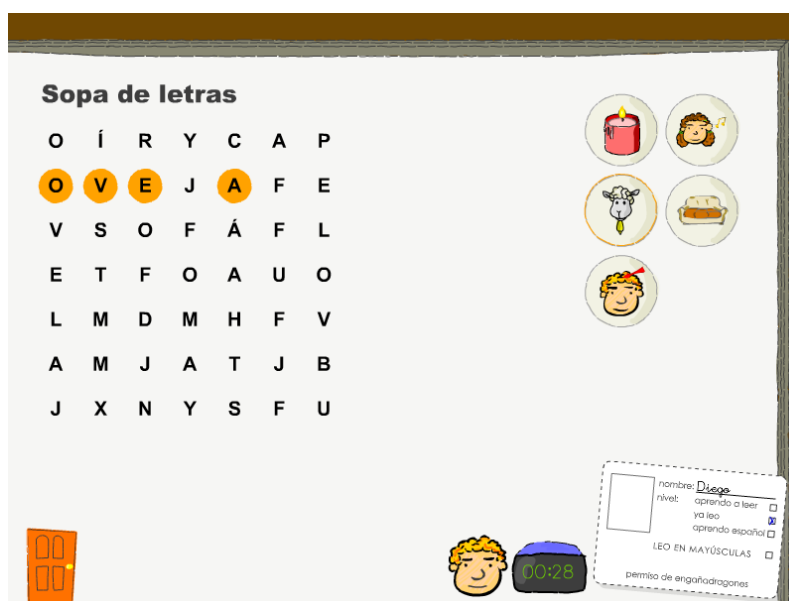 Sopa de letras
O Í R Y C A P
O V E J A F E
V S O F Á F L
E T F O A U O
L M D M H F V
A M J A T J B
J X N Y S F U
nombre: Diego
nivel: aprendo a leer
ya leo
aprendo español
LEO EN MAYÚSCULAS
permiso de engañadragones
00:28